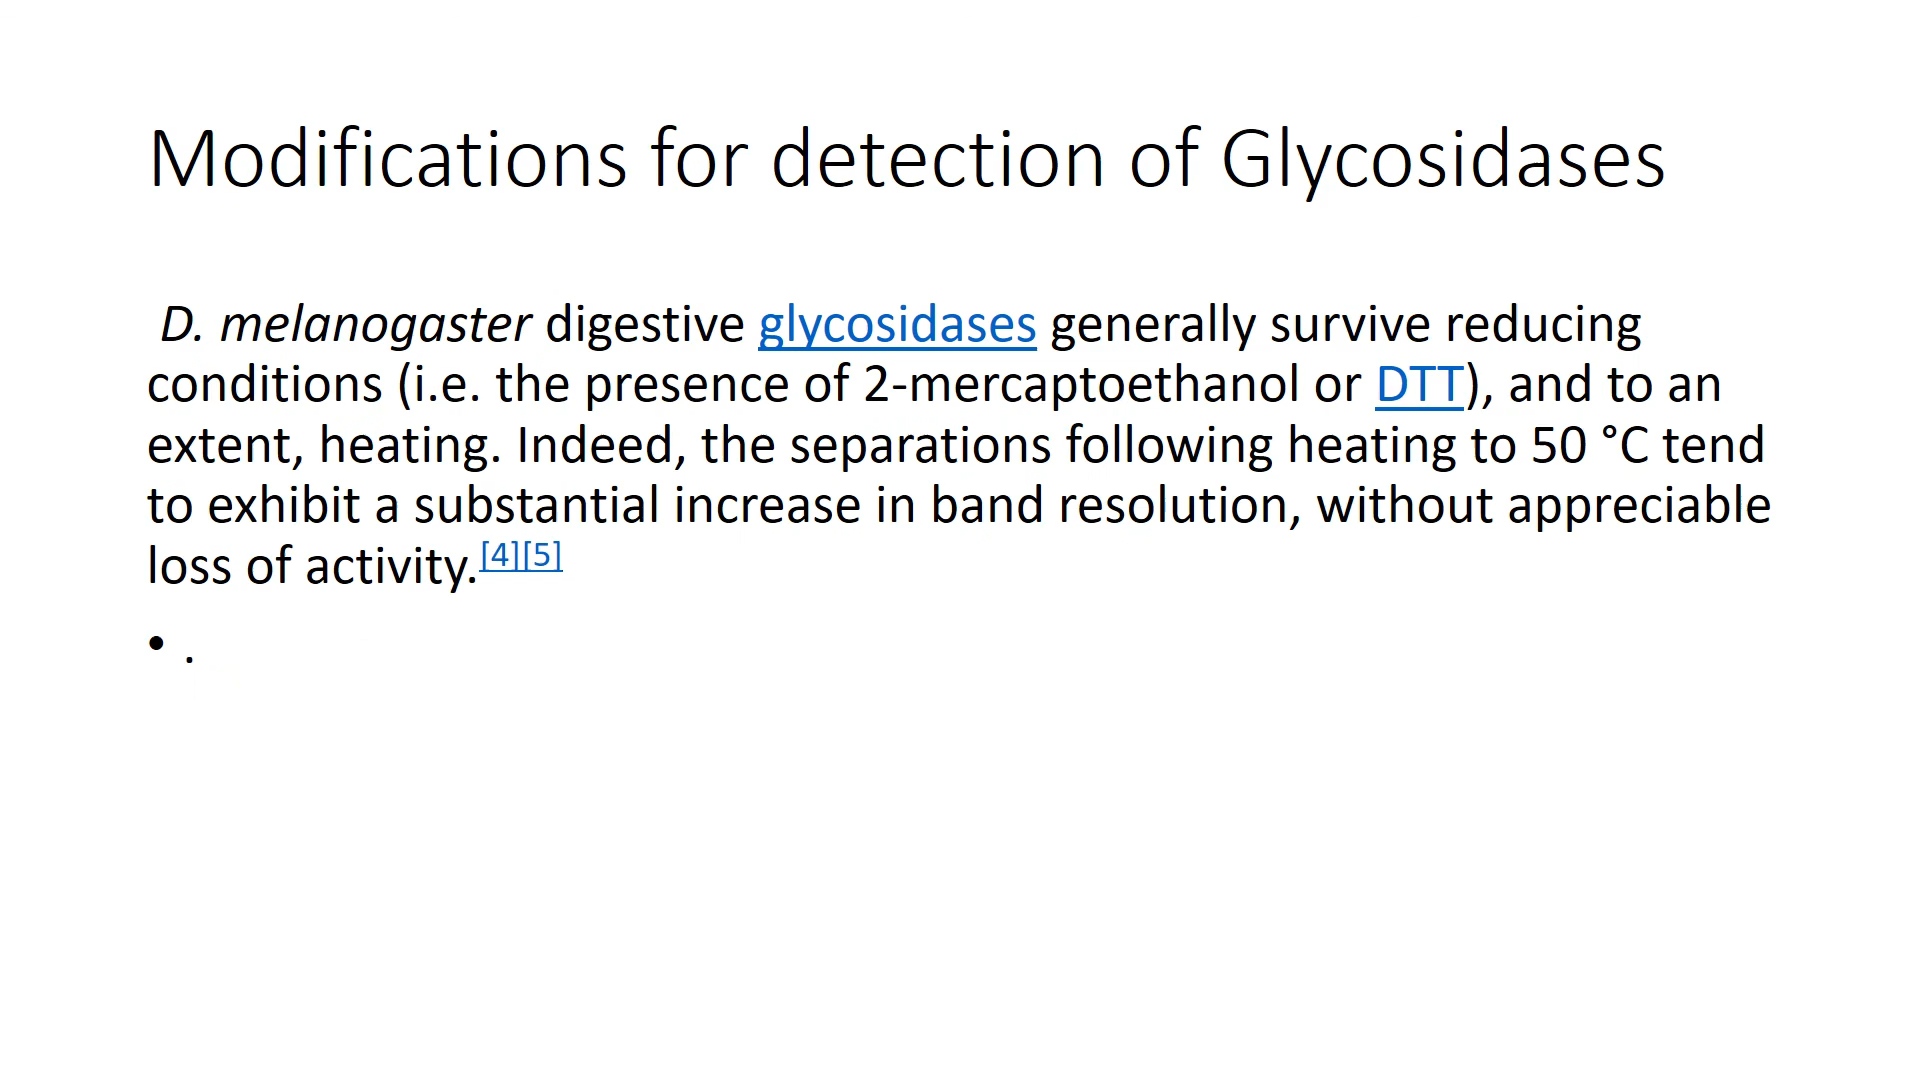 Modifications for detection of Glycosidases
D. melanogaster digestive glycosidases generally survive reducing
conditions (i.e. the presence of 2-mercaptoethanol or DTT), and to an
extent, heating. Indeed, the separations following heating to 50 °C tend
to exhibit a substantial increase in band resolution, without appreciable
loss of activity.[4][5]
• .